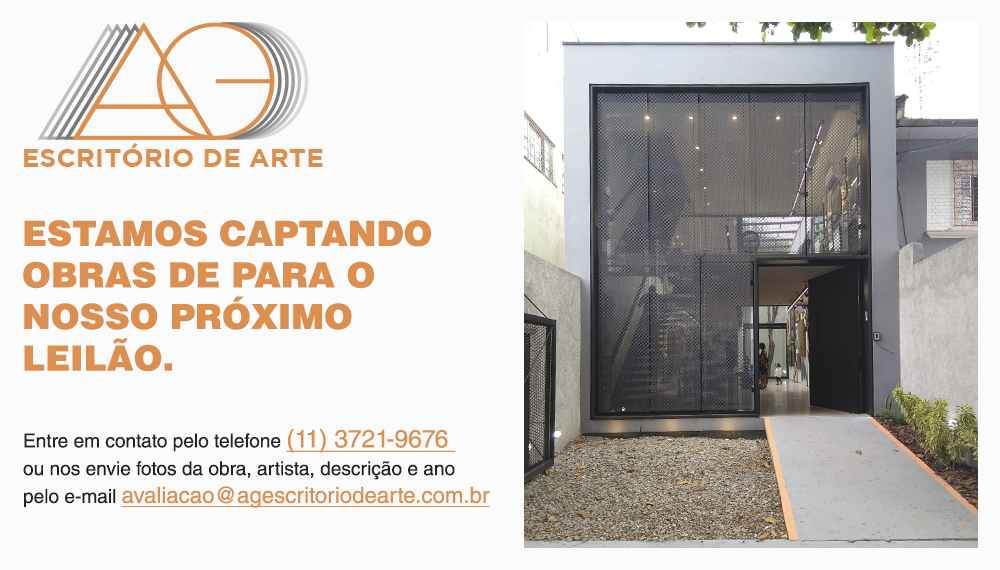 AG
ESCRITÓRIO DE ARTE
ESTAMOS CAPTANDO
OBRAS DE PARA O
NOSSO PRÓXIMO
LEILÃO.
Entre em contato pelo telefone (11) 3721-9676
ou nos envie fotos da obra, artista, descrição e ano
pelo e-mail avaliacao@agescritoriodearte.com.br